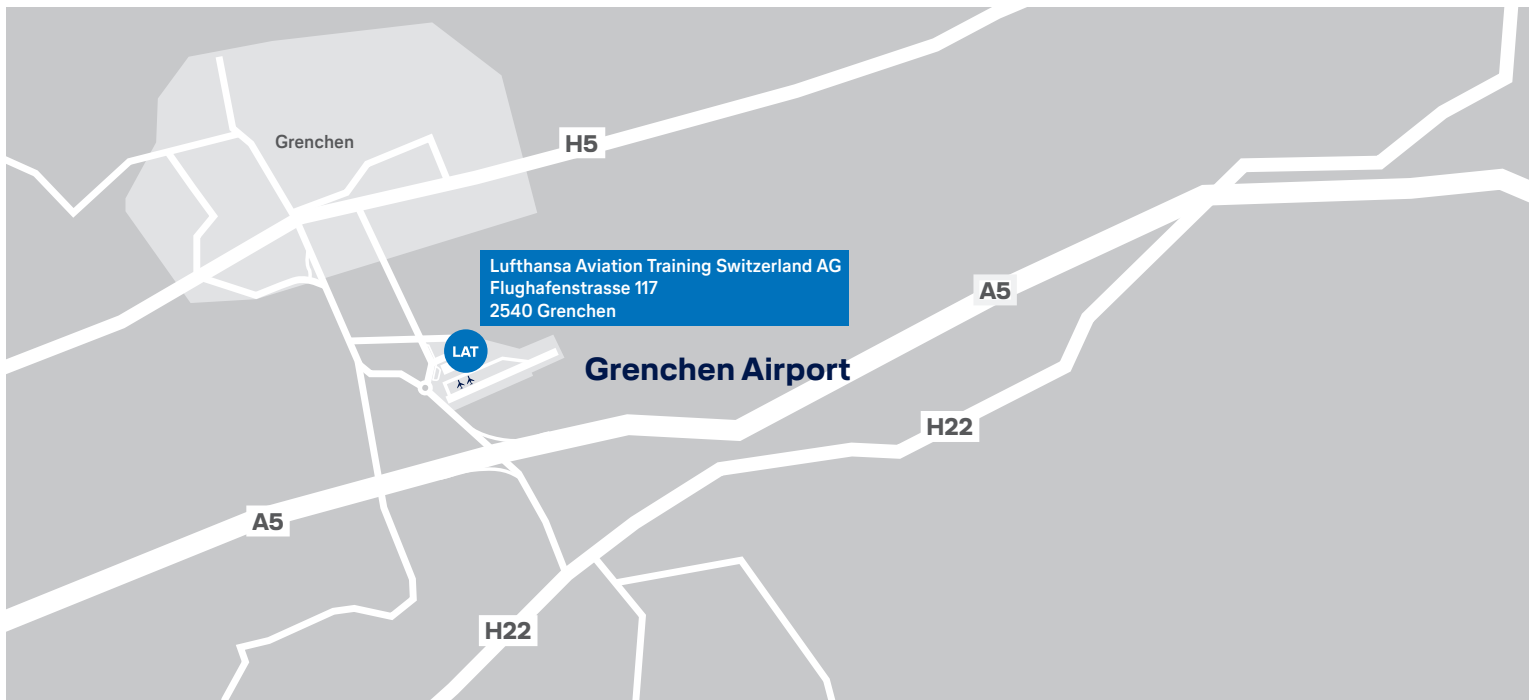 Grenchen
H5
Lufthansa Aviation Training Switzerland AG
Flughafenstrasse 117
2540 Grenchen
A5
LAT
Grenchen Airport
H22
A5
H22